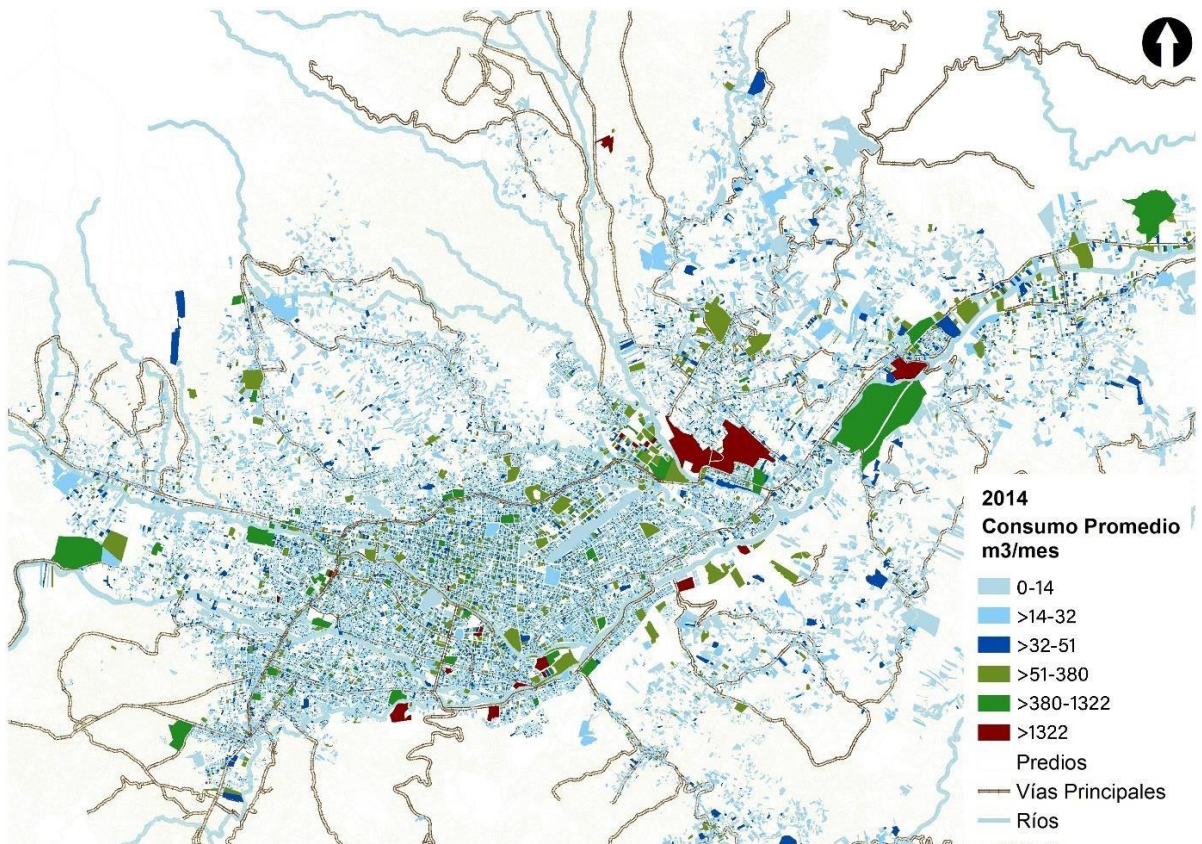 2014
Consumo Promedio
m3/mes
0-14
>14-32
>32-51
>51-380
>380-1322
>1322
Predios
Vías Principales
Ríos